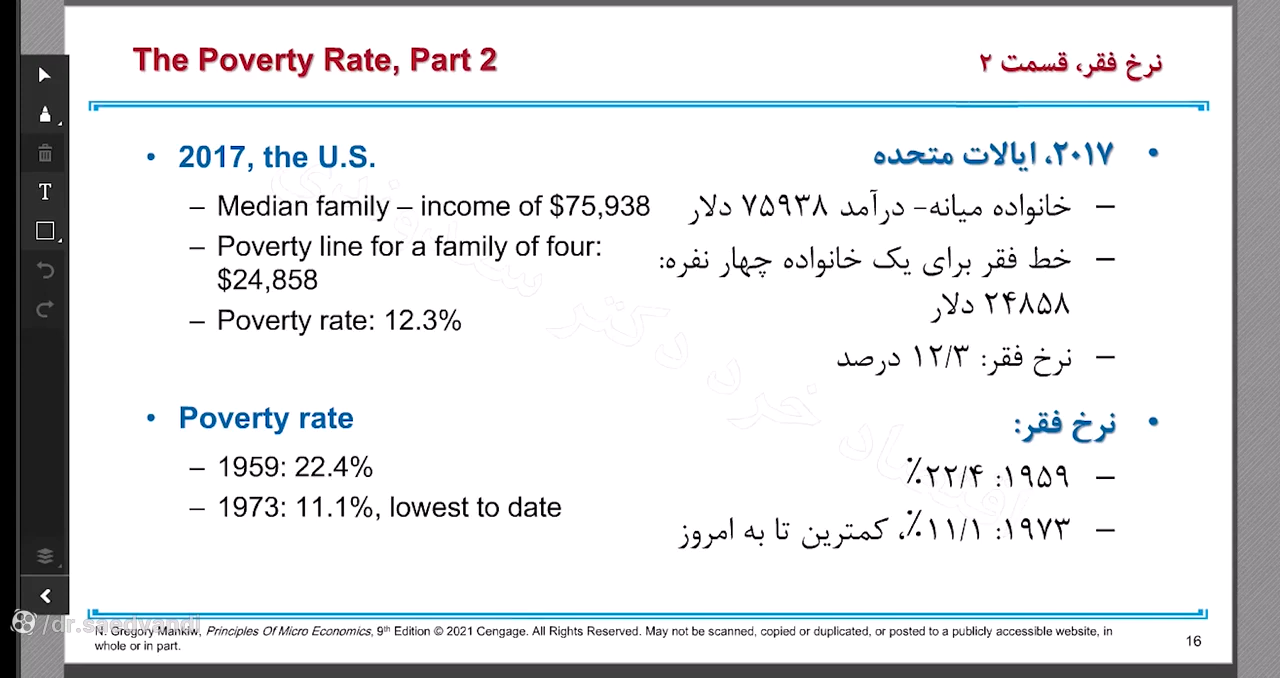 The Poverty Rate, Part 2
نرخ فقر، قسمت ۲
• 2017, the U.S.
– Median family – income of $75,938
– Poverty line for a family of four:
$24,858
– Poverty rate: 12.3%
• Poverty rate
– 1959: 22.4%
– 1973: 11.1%, lowest to date
• ۲۰۱۷، ایالات متحده
– خانواده میانه- درآمد ۷۵۹۳۸ دلار
– خط فقر برای یک خانواده چهار نفره:
۲۴۸۵۸ دلار
– نرخ فقر: ۱۲/۳ درصد
• نرخ فقر:
– ۱۹۵۹: ۲۲/۴٪
– ۱۹۷۳: ۱۱/۱٪، کمترین تا به امروز
اقتصاد خرد دکتر
T
/dr.saedvandi
N. Gregory Mankiw, Principles Of Micro Economics, 9th Edition © 2021 Cengage. All Rights Reserved. May not be scanned, copied or duplicated, or posted to a publicly accessible website, in
whole or in part.
16